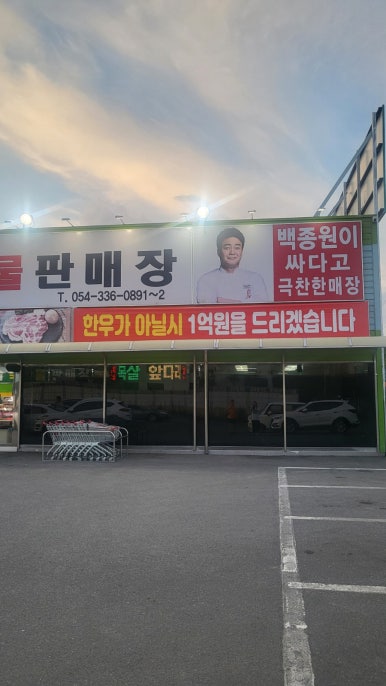 물 판매장
T. 054-336-0891~2
백종원이
싸다고
극찬한매장
한우가 아닐시 1억원을 드리겠습니다
목살 앞다리